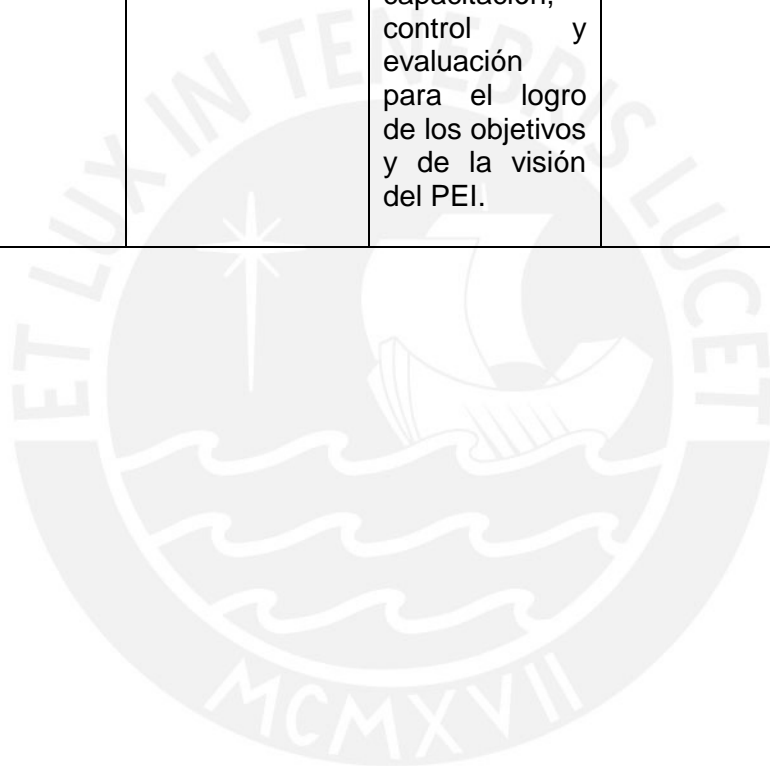 capacitación,
control y
evaluación
para el logro
de los objetivos
y de la visión
del PEI.
ET LUX IN TENEBRIS LUCET
MCMXVII